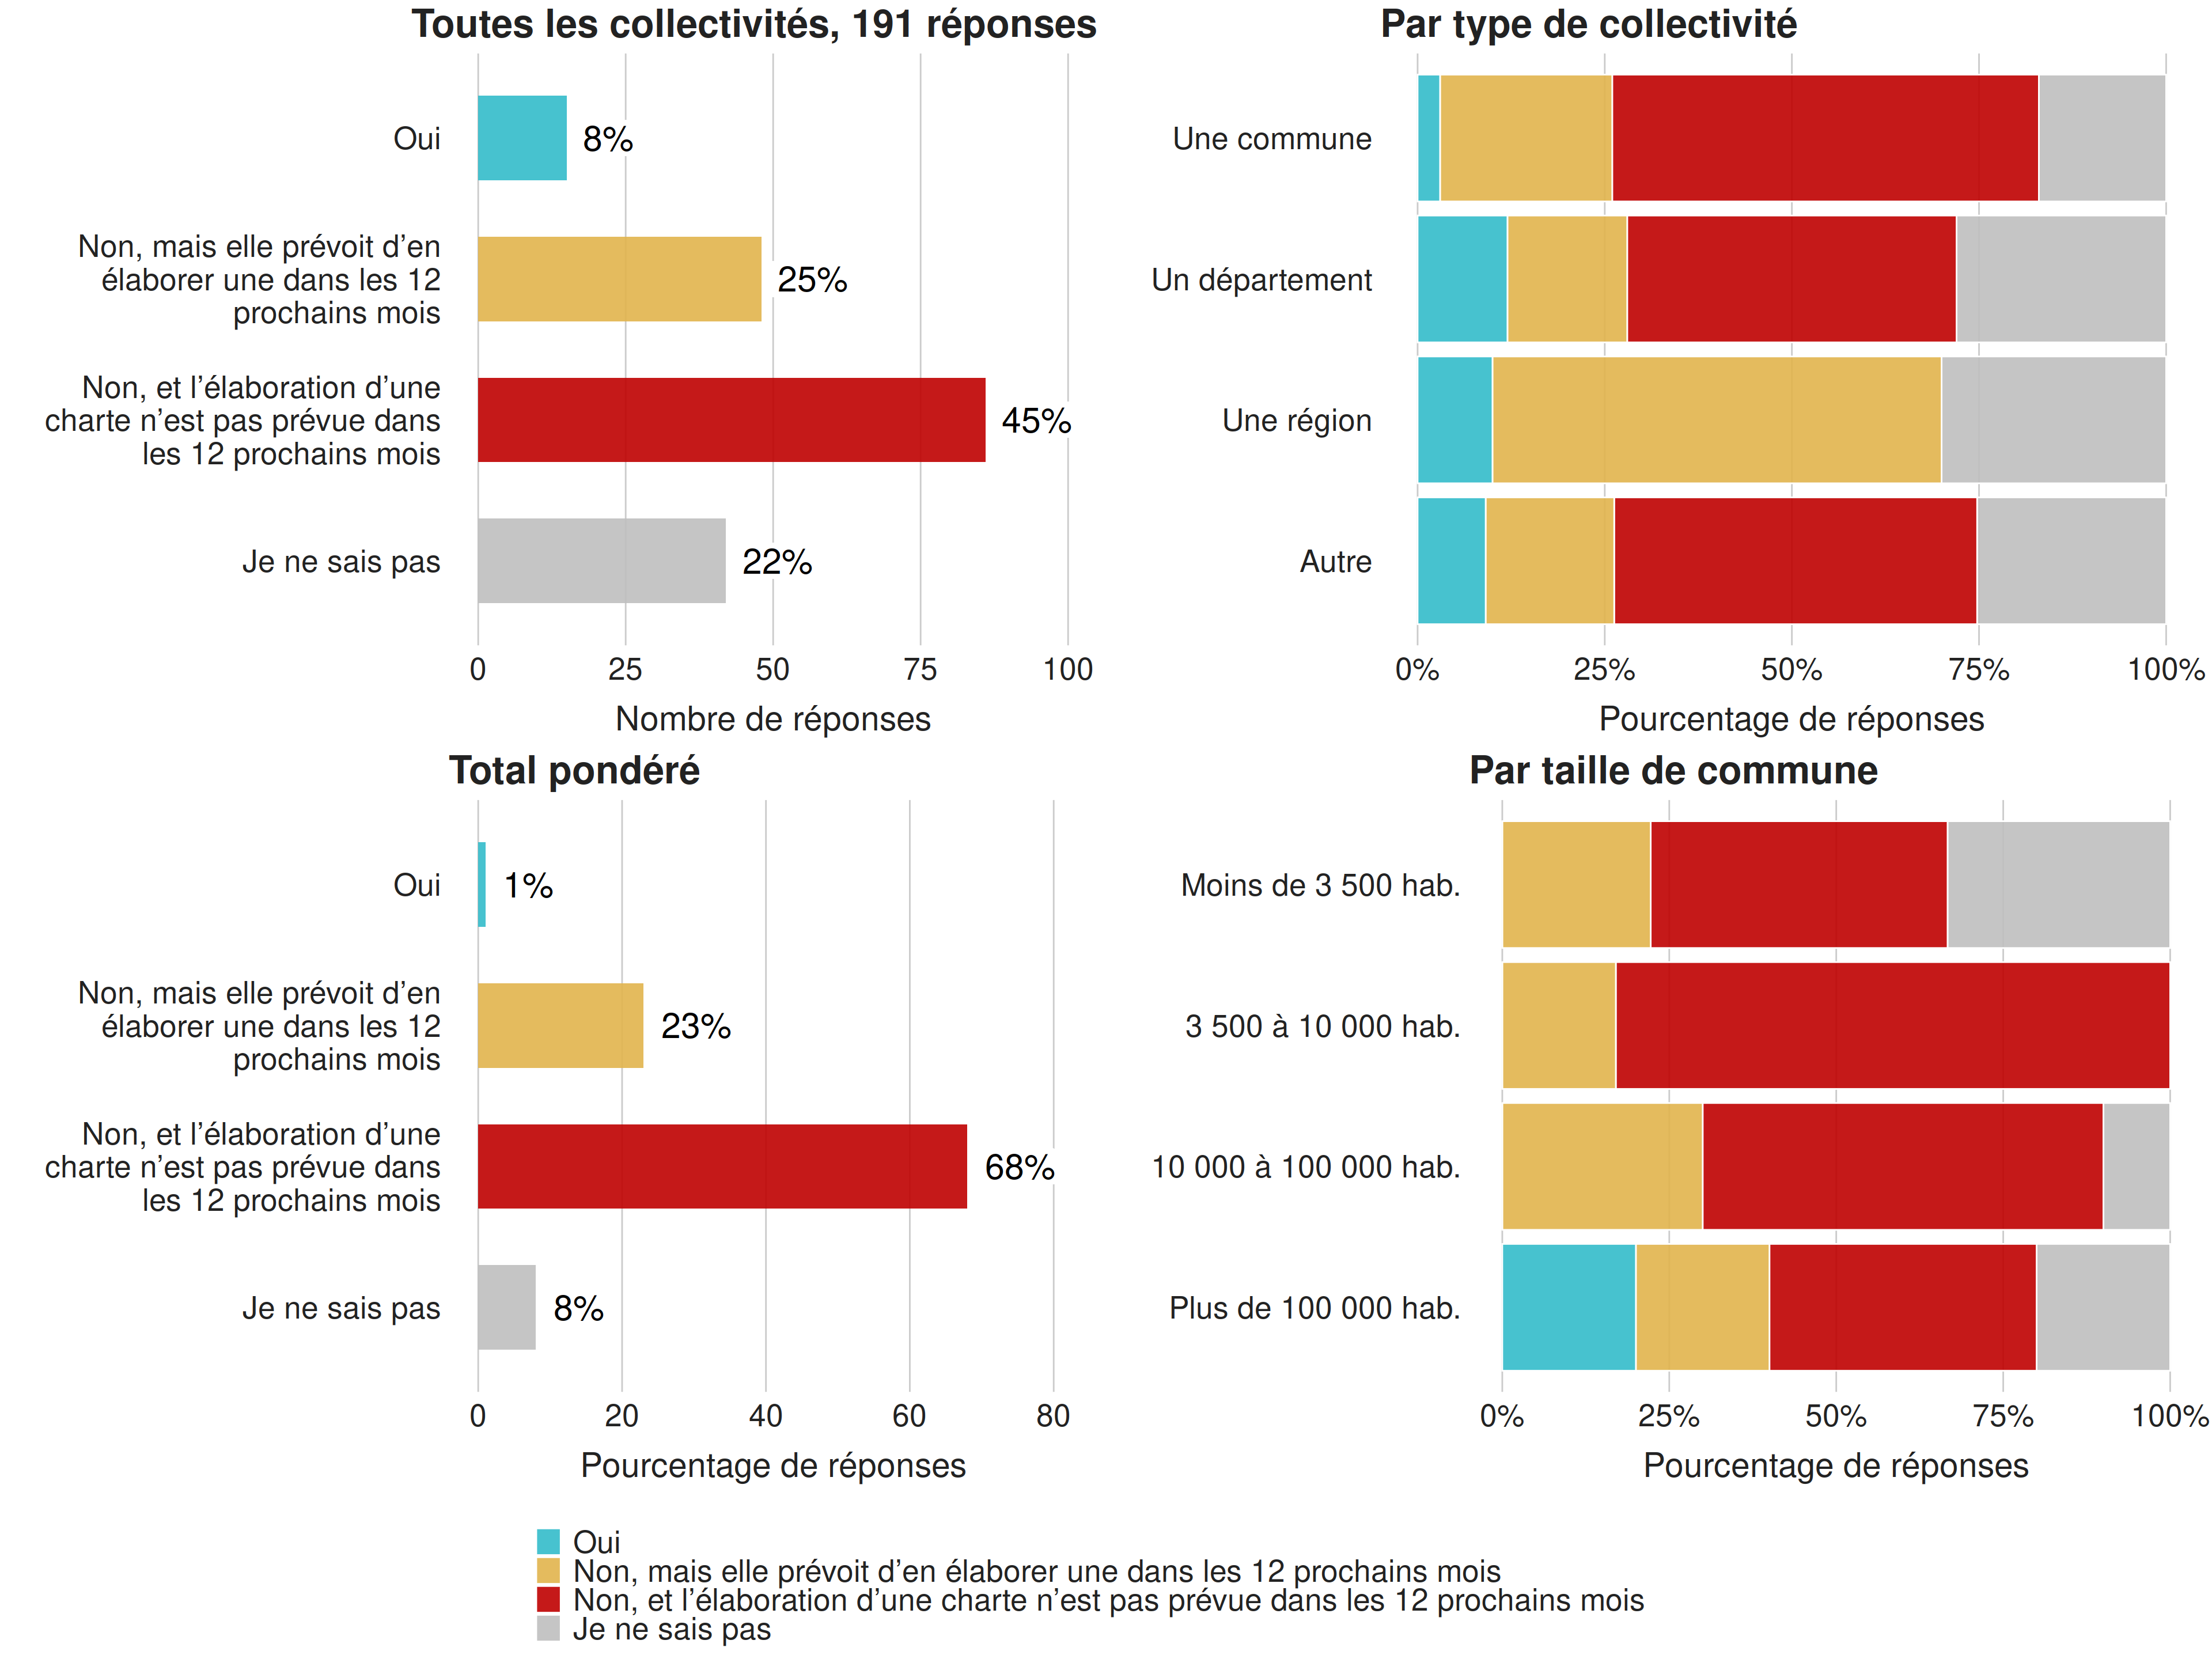 Toutes les collectivités, 191 réponses
Oui
8%
Non, mais elle prévoit d’en
élaborer une dans les 12
prochains mois
25%
Non, et l’élaboration d’une
charte n’est pas prévue dans
les 12 prochains mois
45%
Je ne sais pas
22%
0 25 50 75 100
Nombre de réponses
Par type de collectivité
Une commune
Un département
Une région
Autre
0% 25% 50% 75% 100%
Pourcentage de réponses
Total pondéré
Oui
1%
Non, mais elle prévoit d’en
élaborer une dans les 12
prochains mois
23%
Non, et l’élaboration d’une
charte n’est pas prévue dans
les 12 prochains mois
68%
Je ne sais pas
8%
0 20 40 60 80
Pourcentage de réponses
Par taille de commune
Moins de 3 500 hab.
3 500 à 10 000 hab.
10 000 à 100 000 hab.
Plus de 100 000 hab.
0% 25% 50% 75% 100%
Pourcentage de réponses
Oui
Non, mais elle prévoit d’en élaborer une dans les 12 prochains mois
Non, et l’élaboration d’une charte n’est pas prévue dans les 12 prochains mois
Je ne sais pas